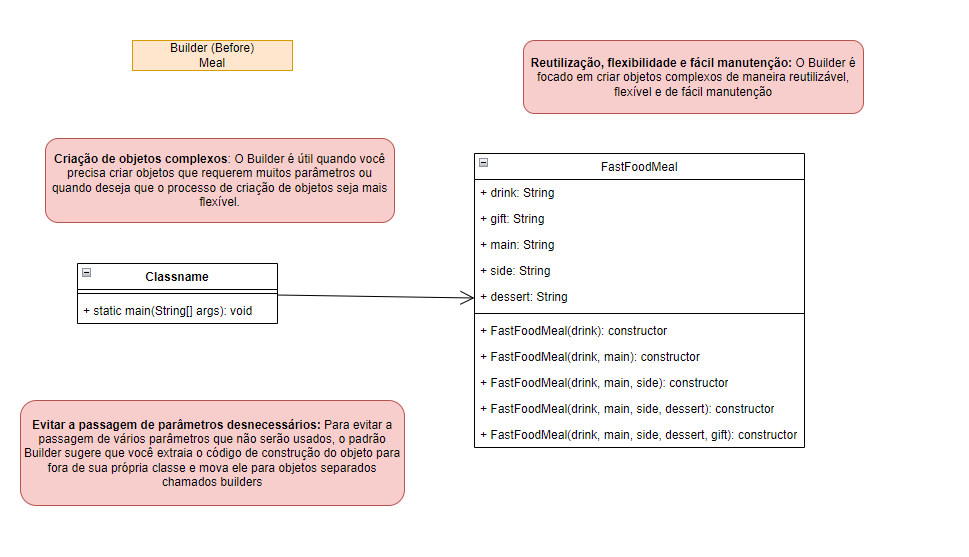 Builder (Before)
Meal
Reutilização, flexibilidade e fácil manutenção: O Builder é
focado em criar objetos complexos de maneira reutilizável,
flexível e de fácil manutenção
Criação de objetos complexos: O Builder é útil quando você
precisa criar objetos que requerem muitos parâmetros ou
quando deseja que o processo de criação de objetos seja mais
flexível.
FastFoodMeal
+ drink: String
+ gift: String
+ main: String
+ side: String
+ dessert: String
+ FastFoodMeal(drink): constructor
+ FastFoodMeal(drink, main): constructor
+ FastFoodMeal(drink, main, side): constructor
+ FastFoodMeal(drink, main, side, dessert): constructor
+ FastFoodMeal(drink, main, side, dessert, gift): constructor
Classname
+ static main(String[] args): void
Evitar a passagem de parâmetros desnecessários: Para evitar a
passagem de vários parâmetros que não serão usados, o padrão
Builder sugere que você extraia o código de construção do objeto para
fora de sua própria classe e mova ele para objetos separados
chamados builders